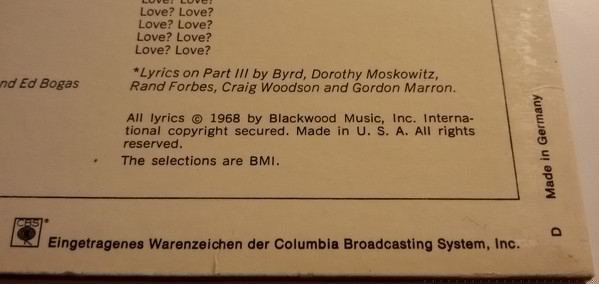 Love? Love?
Love? Love?
Love? Love?
Love? Love?
Love? Love?
nd Ed Bogas
*Lyrics on Part III by Byrd, Dorothy Moskowitz,
Rand Forbes, Craig Woodson and Gordon Marron.
All lyrics © 1968 by Blackwood Music, Inc. Interna-
tional copyright secured. Made in U. S. A. All rights
reserved.
The selections are BMI.
CBS ®
Eingetragenes Warenzeichen der Columbia Broadcasting System, Inc.
D Made in Germany